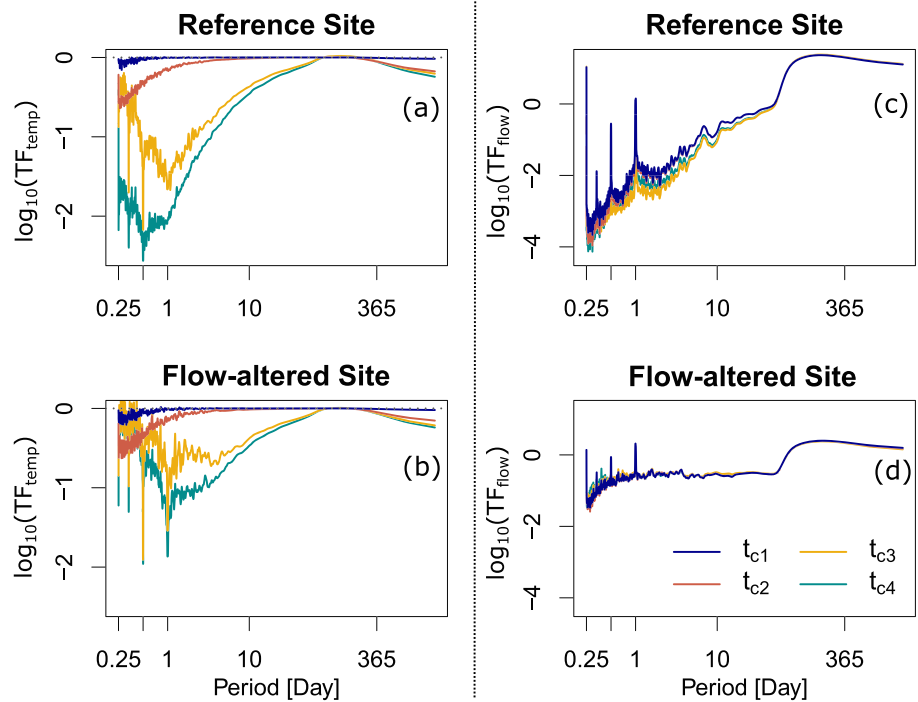 Reference Site
log10(TFtemp)
0
−1
−2
(a)
0.25 1 10 365
Flow-altered Site
log10(TFtemp)
0
−1
−2
(b)
0.25 1 10 365
Period [Day]
Reference Site
log10(TFflow)
0
−2
−4
(c)
0.25 1 10 365
Flow-altered Site
log10(TFflow)
0
−2
−4
(d)
tc1 tc3
tc2 tc4
0.25 1 10 365
Period [Day]